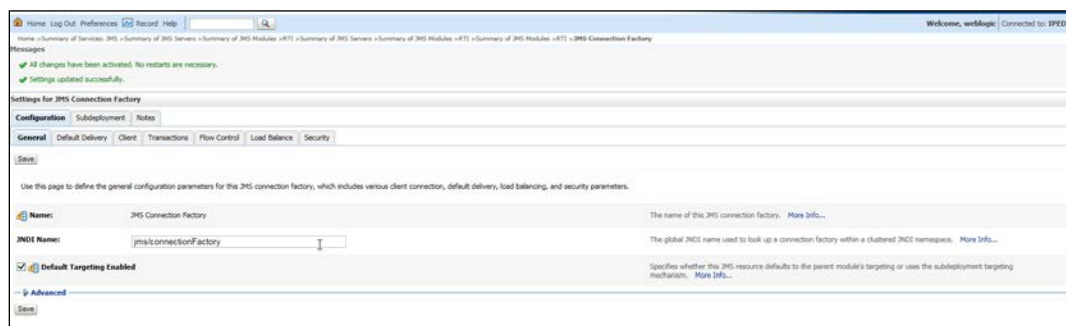 Home Log Out Preferences Record Help
Welcome, weblogic Connected to: IPED
Home >Summary of Services: JMS >Summary of JMS Servers >Summary of JMS Modules >RTI >Summary of JMS Servers >Summary of JMS Modules >RTI >Summary of JMS Modules >RTI >JMS Connection Factory
Messages
All changes have been activated. No restarts are necessary.
Settings updated successfully.
Settings for JMS Connection Factory
Configuration Subdeployment Notes
General Default Delivery Client Transactions Flow Control Load Balance Security
Save
Use this page to define the general configuration parameters for this JMS connection factory, which includes various client connection, default delivery, load balancing, and security parameters.
Name: JMS Connection Factory The name of this JMS connection factory. More Info...
JNDI Name: jms/connectionFactory The global JNDI name used to look up a connection factory within a clustered JNDI namespace. More Info...
Default Targeting Enabled Specifies whether this JMS resource defaults to the parent module's targeting or uses the subdeployment targeting
mechanism. More Info...
Advanced
Save